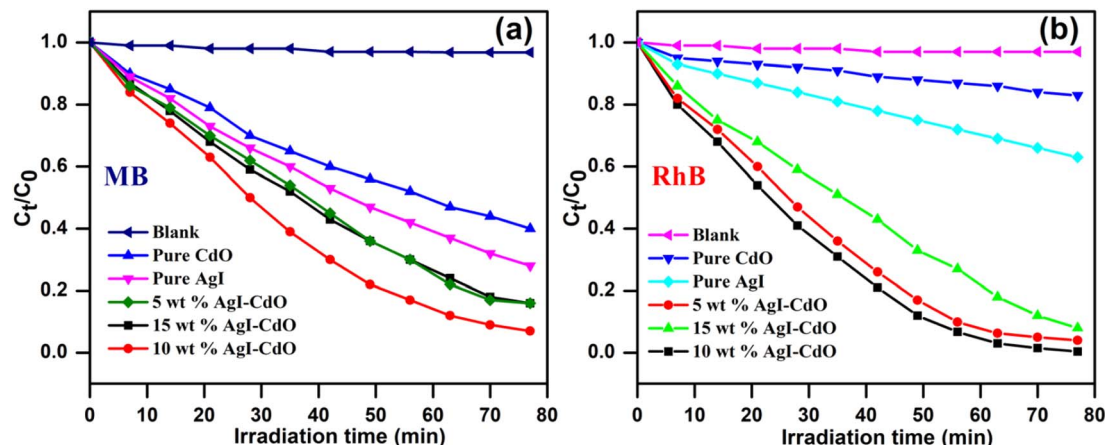 (a)
1.0
0.8
0.6
0.4
0.2
0.0
Ct/C0
MB
Blank
Pure CdO
Pure AgI
5 wt % AgI-CdO
15 wt % AgI-CdO
10 wt % AgI-CdO
0 10 20 30 40 50 60 70 80
Irradiation time (min)
(b)
1.0
0.8
0.6
0.4
0.2
0.0
Ct/C0
RhB
Blank
Pure CdO
Pure AgI
5 wt % AgI-CdO
15 wt % AgI-CdO
10 wt % AgI-CdO
0 10 20 30 40 50 60 70 80
Irradiation time (min)